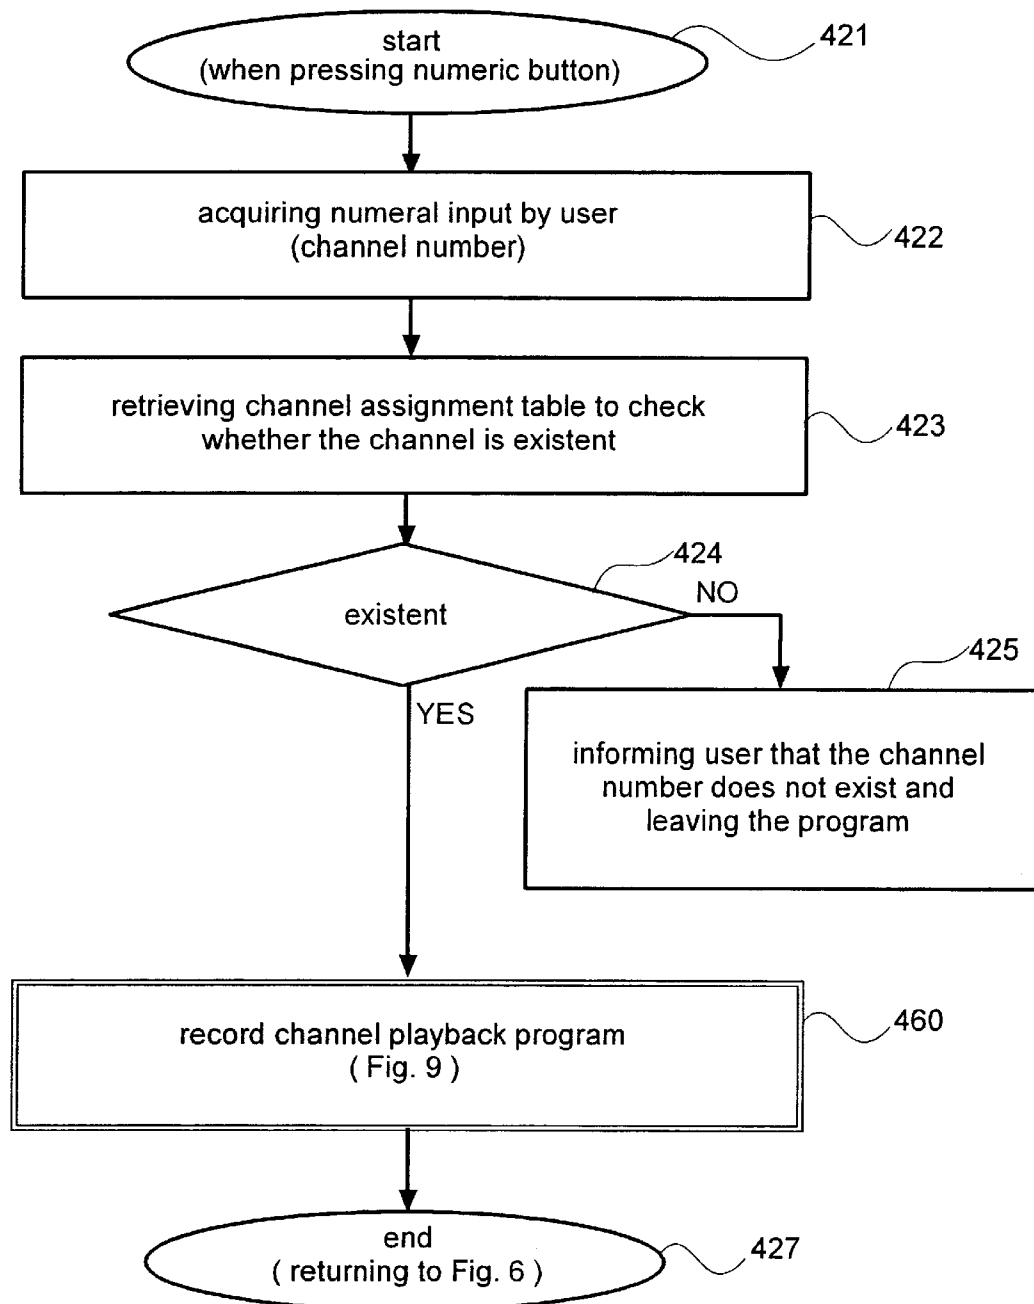 start
(when pressing numeric button)
421
acquiring numeral input by user
(channel number)
422
retrieving channel assignment table to check
whether the channel is existent
423
existent
424
NO
YES
425
informing user that the channel
number does not exist and
leaving the program
record channel playback program
( Fig. 9 )
460
end
( returning to Fig. 6 )
427